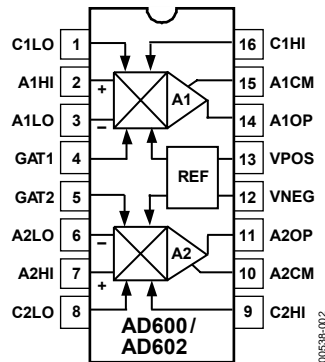 C1LO 1 16 C1HI
A1HI 2 + A1 15 A1CM
A1LO 3 – 14 A1OP
GAT1 4 13 VPOS
REF
GAT2 5 12 VNEG
A2LO 6 – 11 A2OP
A2
A2HI 7 + 10 A2CM
C2LO 8 9 C2HI
AD600/
AD602
00538-002